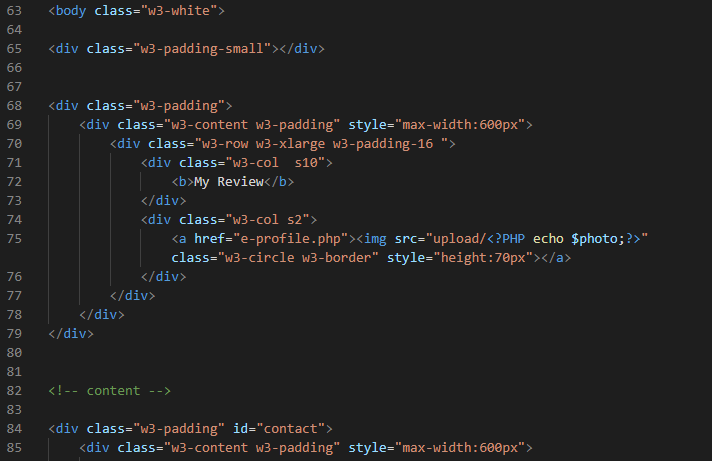 63 <body class="w3-white">
64
65 <div class="w3-padding-small"></div>
66
67
68 <div class="w3-padding">
69     <div class="w3-content w3-padding" style="max-width:600px">
70         <div class="w3-row w3-xlarge w3-padding-16 ">
71             <div class="w3-col  s10">
72                 <b>My Review</b>
73             </div>
74             <div class="w3-col s2">
75                 <a href="e-profile.php"><img src="upload/<?PHP echo $photo;?>"
                class="w3-circle w3-border" style="height:70px"></a>
76             </div>
77         </div>
78     </div>
79 </div>
80
81
82 <!-- content -->
83
84 <div class="w3-padding" id="contact">
85     <div class="w3-content w3-padding" style="max-width:600px">